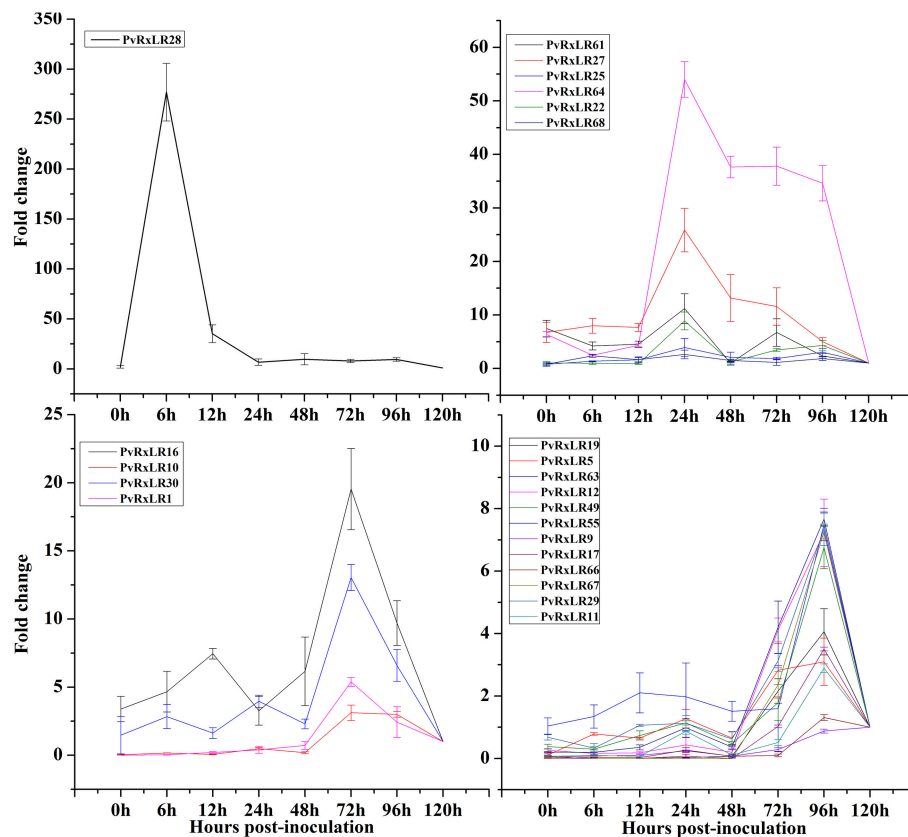 350
300
250
200
150
100
50
0
Fold change
PvRxLR28
0h 6h 12h 24h 48h 72h 96h 120h
60
50
40
30
20
10
0
PvRxLR61
PvRxLR27
PvRxLR25
PvRxLR64
PvRxLR22
PvRxLR68
0h 6h 12h 24h 48h 72h 96h 120h
25
20
15
10
5
0
Fold change
PvRxLR16
PvRxLR10
PvRxLR30
PvRxLR1
0h 6h 12h 24h 48h 72h 96h 120h
Hours post-inoculation
10
8
6
4
2
0
PvRxLR19
PvRxLR5
PvRxLR63
PvRxLR12
PvRxLR49
PvRxLR55
PvRxLR9
PvRxLR17
PvRxLR66
PvRxLR67
PvRxLR29
PvRxLR11
0h 6h 12h 24h 48h 72h 96h 120h
Hours post-inoculation